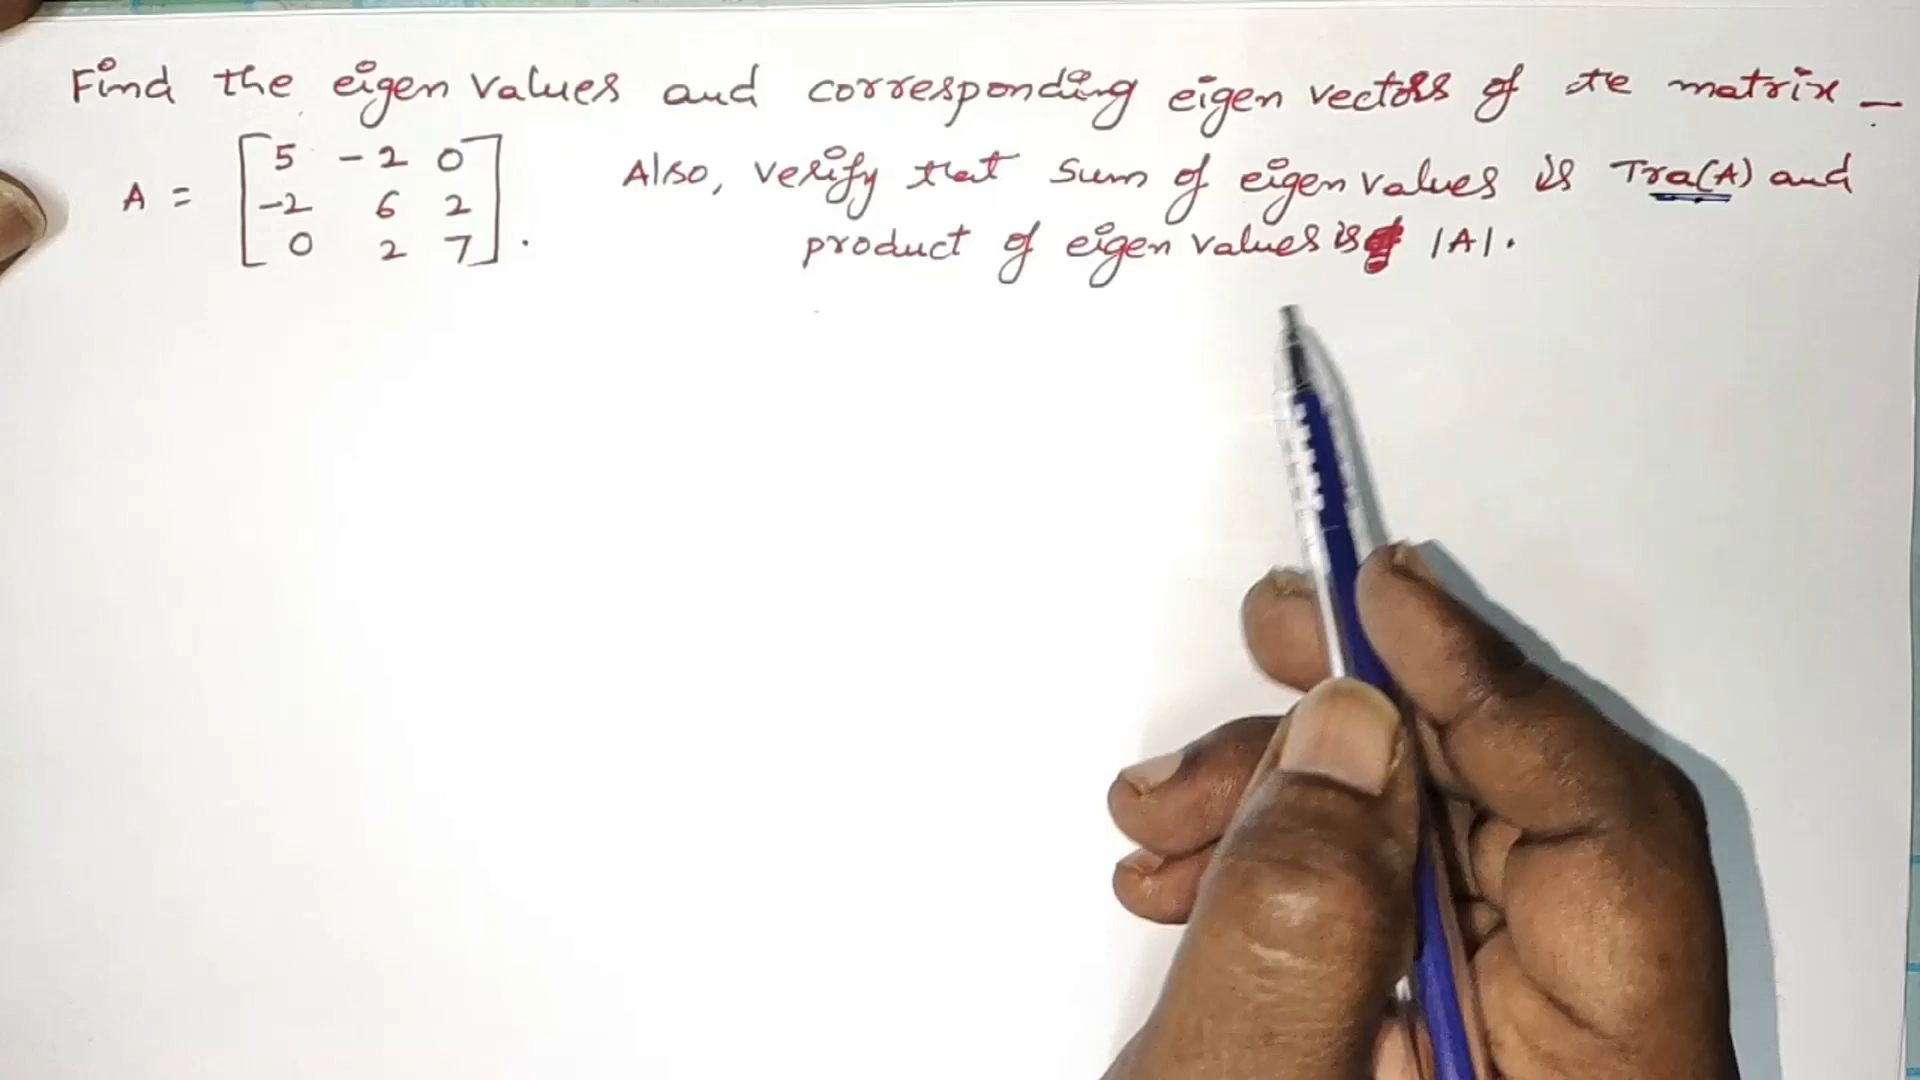 Find the eigen values and corresponding eigen vectors of the matrix -
A = [5 -2 0
-2 6 2
0 2 7].
Also, verify that sum of eigen values is Tra(A) and
product of eigen values is |A|.